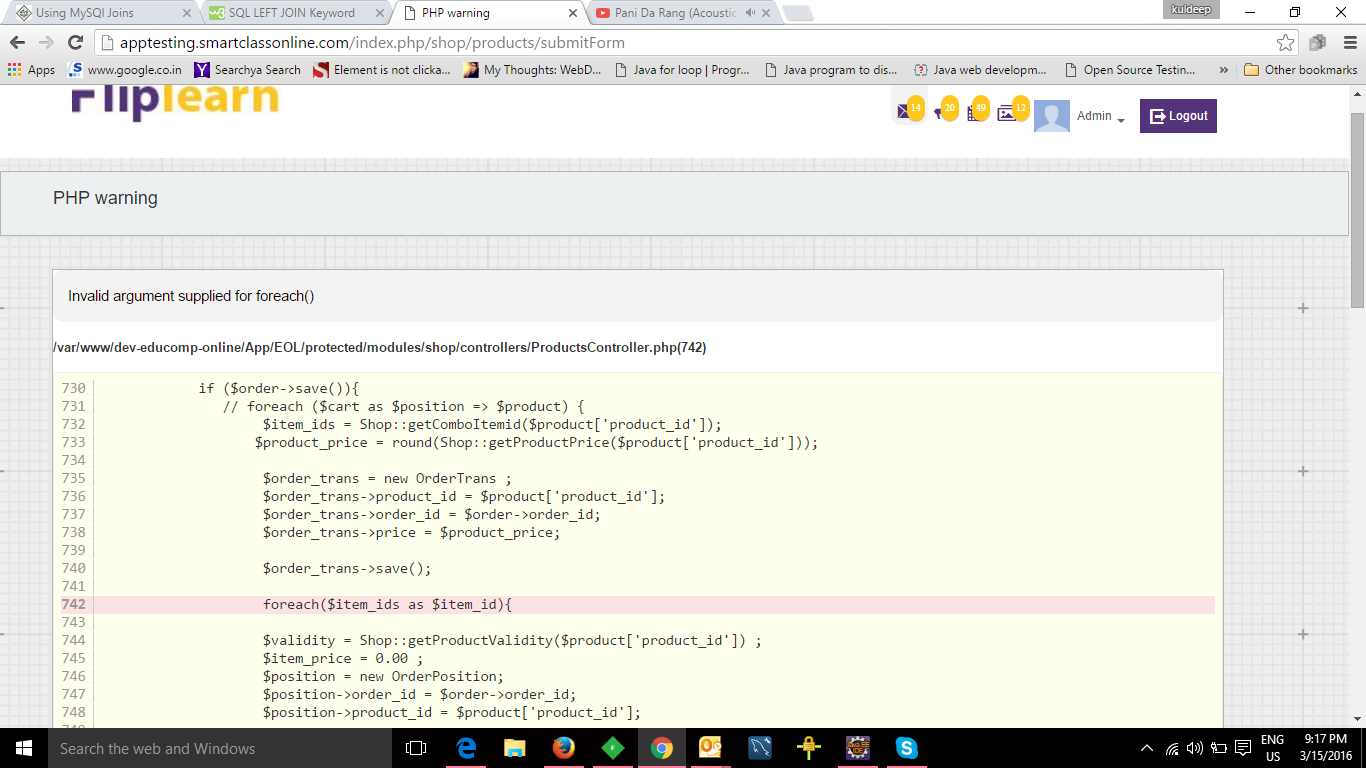 kuldeep
Using MySQl Joins
SQL LEFT JOIN Keyword
PHP warning
Pani Da Rang (Acoustic
apptesting.smartclassonline.com/index.php/shop/products/submitForm
Apps www.google.co.in Searchya Search Element is not clicka... My Thoughts: WebD... Java for loop | Progr... Java program to dis... Java web developm... Open Source Testin... » Other bookmarks
Fliplearn
14 20 49 12 Admin Logout
PHP warning
Invalid argument supplied for foreach()
/var/www/dev-educomp-online/App/EOL/protected/modules/shop/controllers/ProductsController.php(742)
730 if ($order->save()){
731 // foreach ($cart as $position => $product) {
732 $item_ids = Shop::getComboItemid($product['product_id']);
733 $product_price = round(Shop::getProductPrice($product['product_id']));
734
735 $order_trans = new OrderTrans ;
736 $order_trans->product_id = $product['product_id'];
737 $order_trans->order_id = $order->order_id;
738 $order_trans->price = $product_price;
739
740 $order_trans->save();
741
742 foreach($item_ids as $item_id){
743
744 $validity = Shop::getProductValidity($product['product_id']) ;
745 $item_price = 0.00 ;
746 $position = new OrderPosition;
747 $position->order_id = $order->order_id;
748 $position->product_id = $product['product_id'];
Search the web and Windows
ENG
US
9:17 PM
3/15/2016